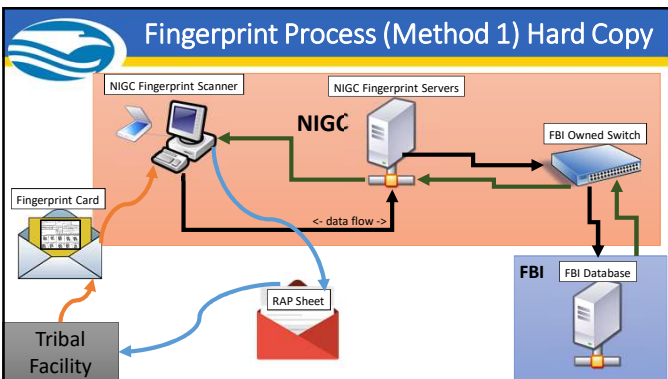 Fingerprint Process (Method 1) Hard Copy
NIGC Fingerprint Scanner
NIGC Fingerprint Servers
NIGC
FBI Owned Switch
Fingerprint Card
<- data flow ->
FBI
FBI Database
RAP Sheet
Tribal
Facility